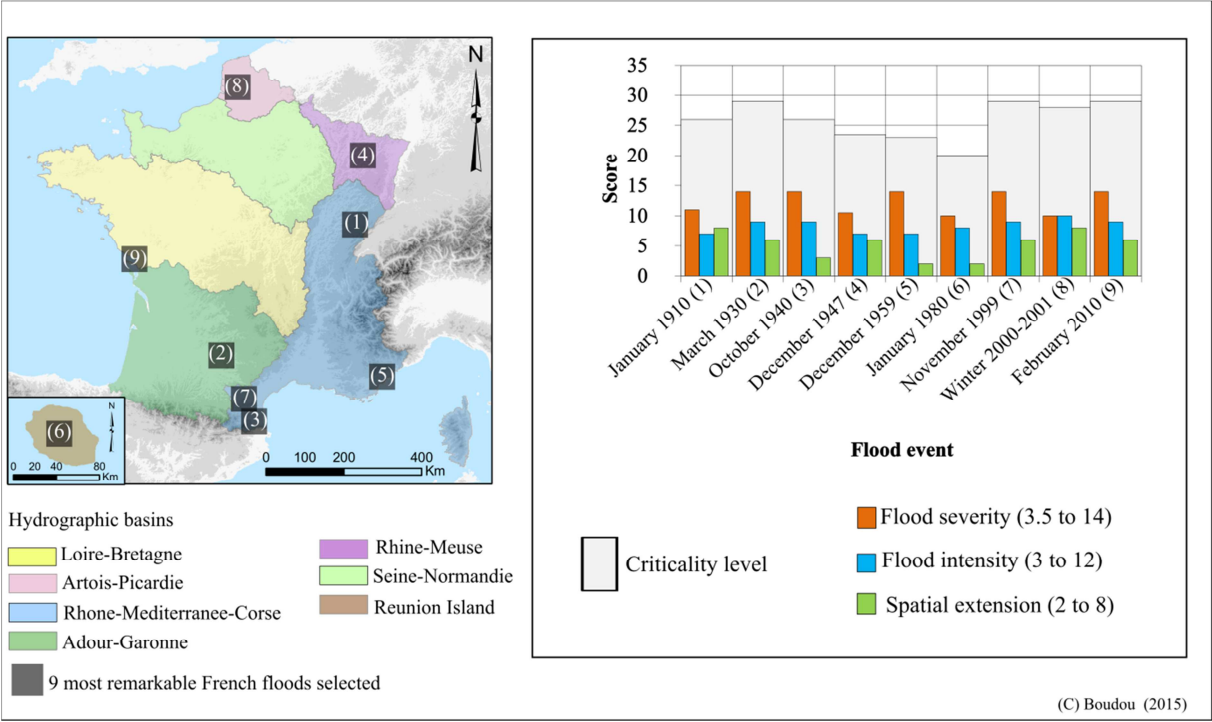 N
(8)
(4)
(1)
(9)
(2)
(5)
(7)
(3)
(6)
N
0 20 40 80
Km
0 100 200 400
Km
Hydrographic basins
Loire-Bretagne
Artois-Picardie
Rhone-Mediterranee-Corse
Adour-Garonne
Rhine-Meuse
Seine-Normandie
Reunion Island
9 most remarkable French floods selected
Score
35
30
25
20
15
10
5
0
January 1910 (1)
March 1930 (2)
October 1940 (3)
December 1947 (4)
December 1959 (5)
January 1980 (6)
November 1999 (7)
Winter 2000-2001 (8)
February 2010 (9)
Flood event
Criticality level
Flood severity (3.5 to 14)
Flood intensity (3 to 12)
Spatial extension (2 to 8)
(C) Boudou (2015)